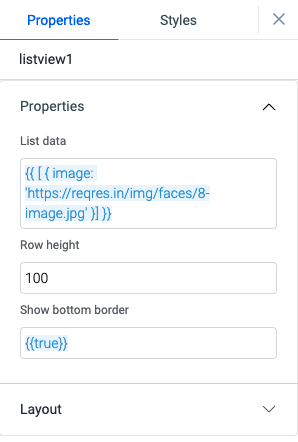 Properties Styles
listview1
Properties
List data
{{ [ { image:
'https://reqres.in/img/faces/8-
image.jpg' }] }}
Row height
100
Show bottom border
{{true}}
Layout